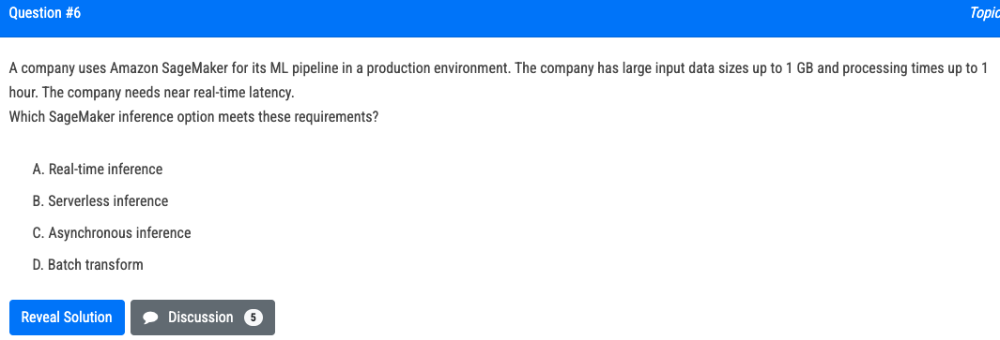 Question #6
Topic
A company uses Amazon SageMaker for its ML pipeline in a production environment. The company has large input data sizes up to 1 GB and processing times up to 1
hour. The company needs near real-time latency.
Which SageMaker inference option meets these requirements?
A. Real-time inference
B. Serverless inference
C. Asynchronous inference
D. Batch transform
Reveal Solution
Discussion 5